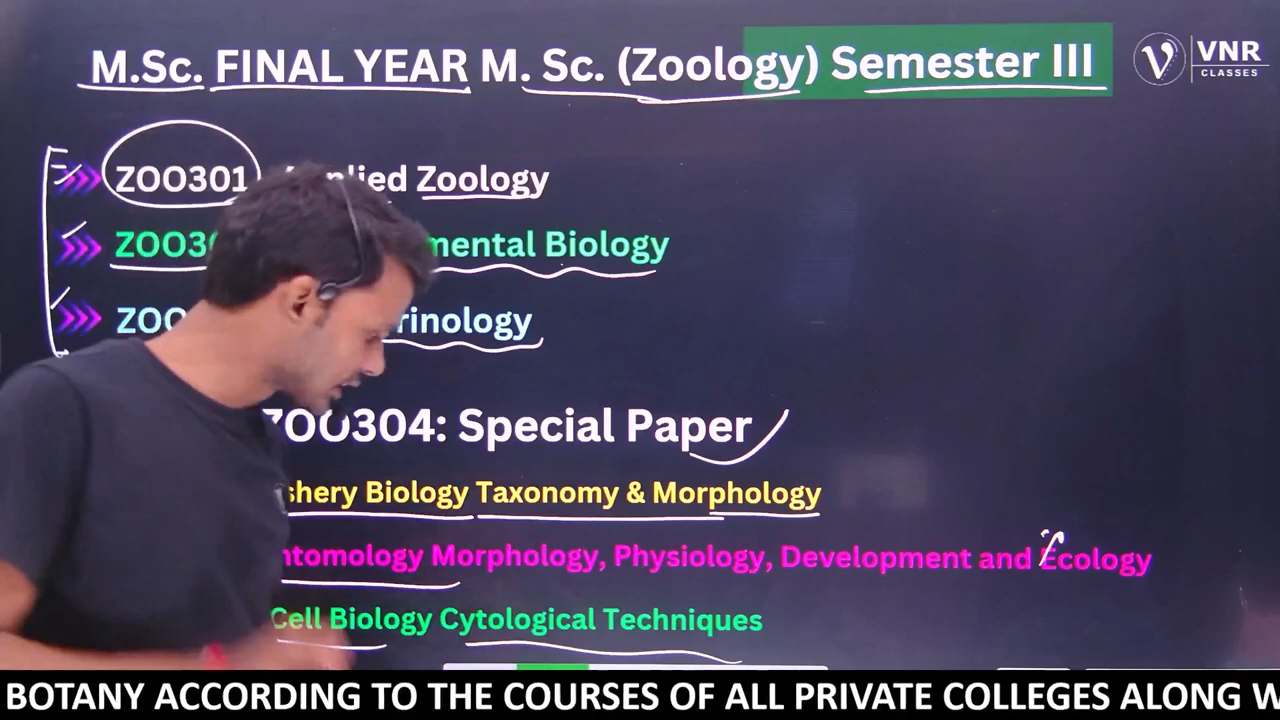 M.Sc. FINAL YEAR M. Sc. (Zoology) Semester III
VNR
CLASSES
ZOO301 Applied Zoology
ZOO30 mental Biology
ZOO rinology
ZOO304: Special Paper
shery Biology Taxonomy & Morphology
ntomology Morphology, Physiology, Development and Ecology
Cell Biology Cytological Techniques
BOTANY ACCORDING TO THE COURSES OF ALL PRIVATE COLLEGES ALONG W